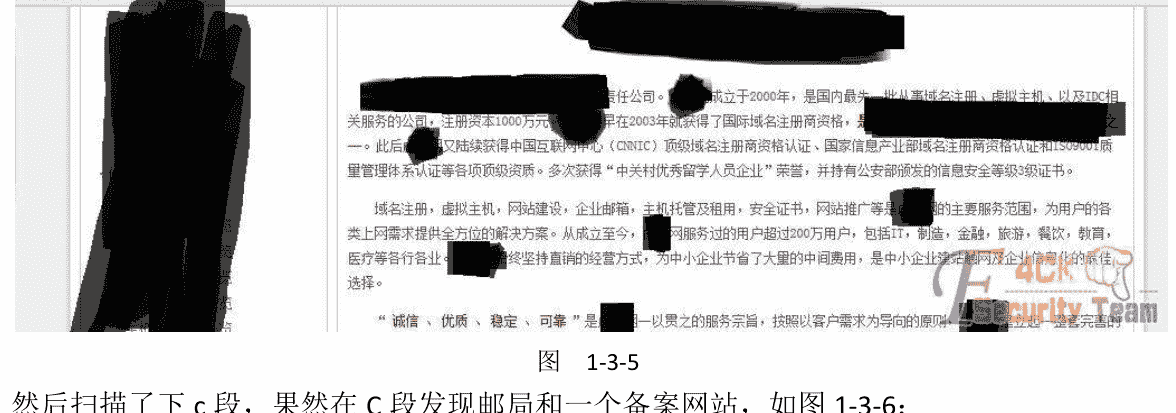 责任公司。 成立于2000年，是国内最先一批从事域名注册、虚拟主机、以及IDC相
关服务的公司，注册资本1000万元 早在2003年就获得了国际域名注册商资格， 之
一。此后 又陆续获得中国互联网中心（CNNIC）顶级域名注册商资格认证、国家信息产业部域名注册商资格认证和ISO9001质
量管理体系认证等各项顶级资质。多次获得“中关村优秀留学人员企业”荣誉，并持有公安部颁发的信息安全等级3级证书。
域名注册，虚拟主机，网站建设，企业邮箱，主机托管及租用，安全证书，网站推广等是 的主要服务范围，为用户的各
类上网需求提供全方位的解决方案。从成立至今， 网服务过的用户超过200万用户，包括IT，制造，金融，旅游，餐饮，教育，
医疗等各行各业。 终坚持直销的经营方式，为中小企业节省了大量的中间费用，是中小企业建站触网及企业信息化的最佳
选择。
“ 诚信 、 优质 、 稳定 、 可靠 ”是 一以贯之的服务宗旨，按照以客户需求为导向的原则， 一整套完善的
F4ck
Security Team
图 1-3-5
然后扫描了下 c 段，果然在 C 段发现邮局和一个备案网站，如图 1-3-6：